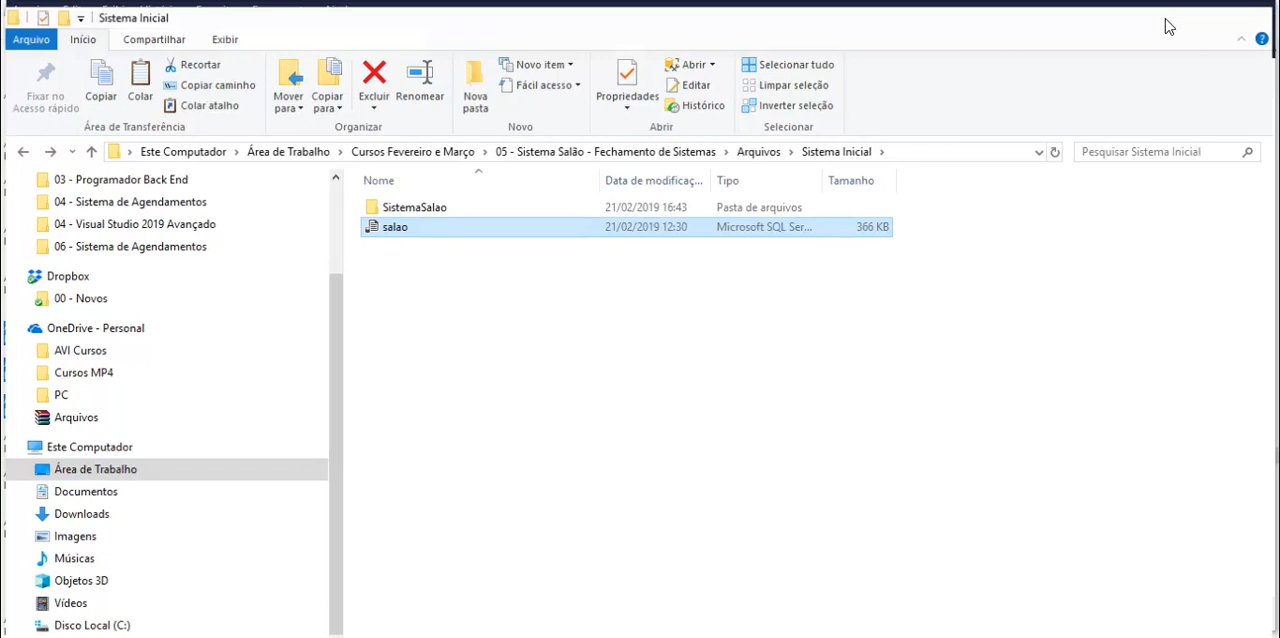 Sistema Inicial
Arquivo Início Compartilhar Exibir
Fixar no Acesso rápido
Copiar
Colar
Recortar
Copiar caminho
Colar atalho
Área de Transferência
Mover para
Copiar para
Excluir
Renomear
Organizar
Nova pasta
Novo item
Fácil acesso
Novo
Propriedades
Abrir
Editar
Histórico
Abrir
Selecionar tudo
Limpar seleção
Inverter seleção
Selecionar
Este Computador > Área de Trabalho > Cursos Fevereiro e Março > 05 - Sistema Salão - Fechamento de Sistemas > Arquivos > Sistema Inicial >
Pesquisar Sistema Inicial
Nome Data de modificaç... Tipo Tamanho
SistemaSalao 21/02/2019 16:43 Pasta de arquivos
salao 21/02/2019 12:30 Microsoft SQL Ser... 366 KB
03 - Programador Back End
04 - Sistema de Agendamentos
04 - Visual Studio 2019 Avançado
06 - Sistema de Agendamentos
Dropbox
00 - Novos
OneDrive - Personal
AVI Cursos
Cursos MP4
PC
Arquivos
Este Computador
Área de Trabalho
Documentos
Downloads
Imagens
Músicas
Objetos 3D
Vídeos
Disco Local (C:)